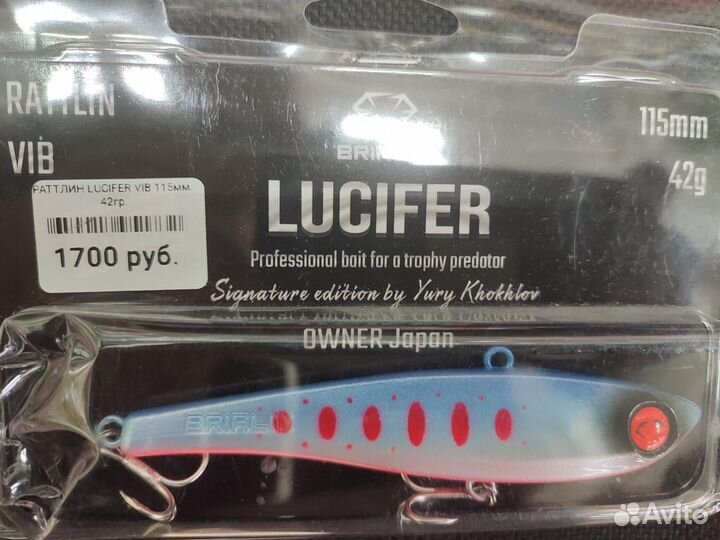 RATTLIN
VIB
115mm
42g
РАТТЛИН LUCIFER VIB 115мм.
42гр.
1700 руб.
LUCIFER
Professional bait for a trophy predator
Signature edition by Yury Khokhlov
OWNER Japan
Avito